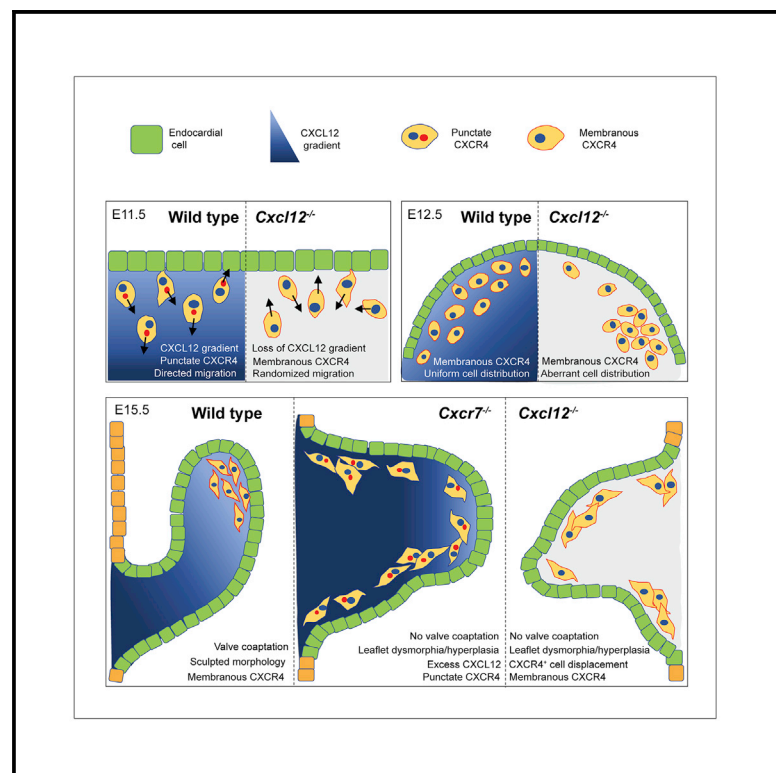 Endocardial
cell
CXCL12
gradient
Punctate
CXCR4
Membranous
CXCR4
E11.5
Wild type
Cxcl12-/-
CXCL12 gradient
Punctate CXCR4
Directed migration
Loss of CXCL12 gradient
Membranous CXCR4
Randomized migration
E12.5
Wild type
Cxcl12-/-
Membranous CXCR4
Uniform cell distribution
Membranous CXCR4
Aberrant cell distribution
E15.5
Wild type
Cxcr7-/-
Cxcl12-/-
Valve coaptation
Sculpted morphology
Membranous CXCR4
No valve coaptation
Leaflet dysmorphia/hyperplasia
Excess CXCL12
Punctate CXCR4
No valve coaptation
Leaflet dysmorphia/hyperplasia
CXCR4+ cell displacement
Membranous CXCR4